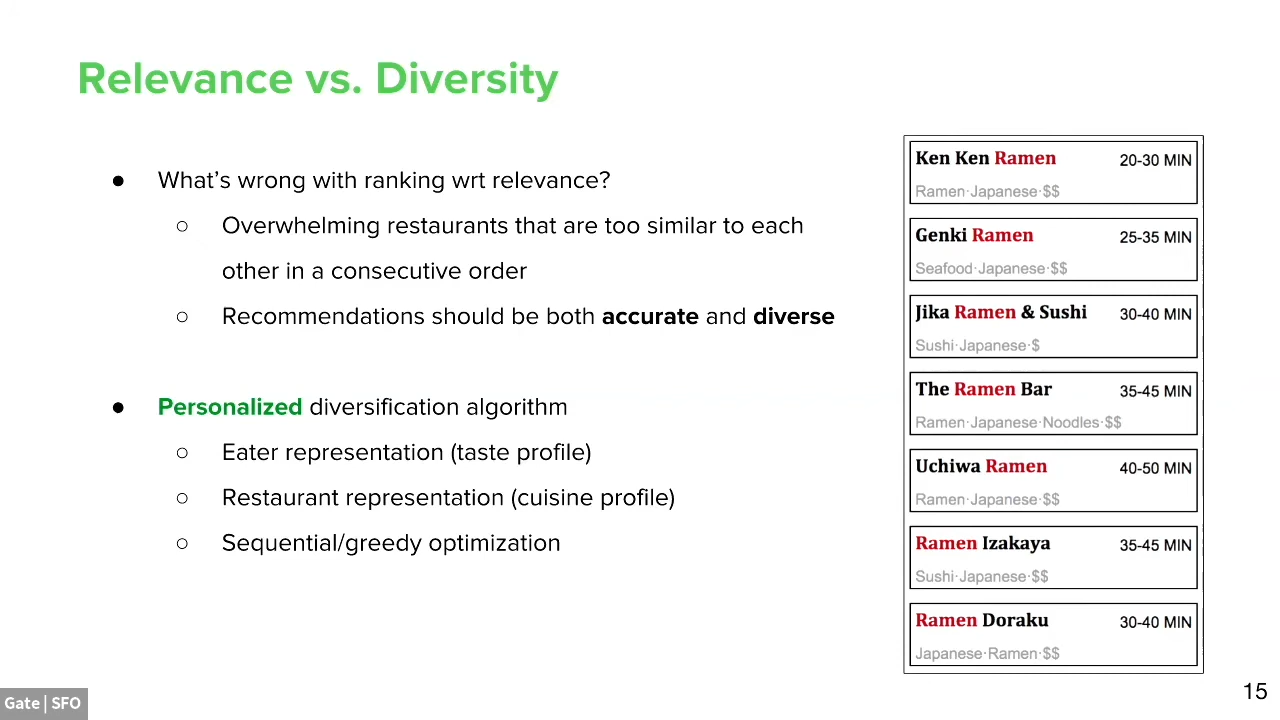 Relevance vs. Diversity
● What's wrong with ranking wrt relevance?
○ Overwhelming restaurants that are too similar to each
other in a consecutive order
○ Recommendations should be both accurate and diverse
● Personalized diversification algorithm
○ Eater representation (taste profile)
○ Restaurant representation (cuisine profile)
○ Sequential/greedy optimization
Ken Ken Ramen 20-30 MIN
Ramen·Japanese·$$
Genki Ramen 25-35 MIN
Seafood·Japanese·$$
Jika Ramen & Sushi 30-40 MIN
Sushi·Japanese·$
The Ramen Bar 35-45 MIN
Ramen·Japanese·Noodles·$$
Uchiwa Ramen 40-50 MIN
Ramen·Japanese·$$
Ramen Izakaya 35-45 MIN
Sushi·Japanese·$$
Ramen Doraku 30-40 MIN
Japanese·Ramen·$$
Gate | SFO
15